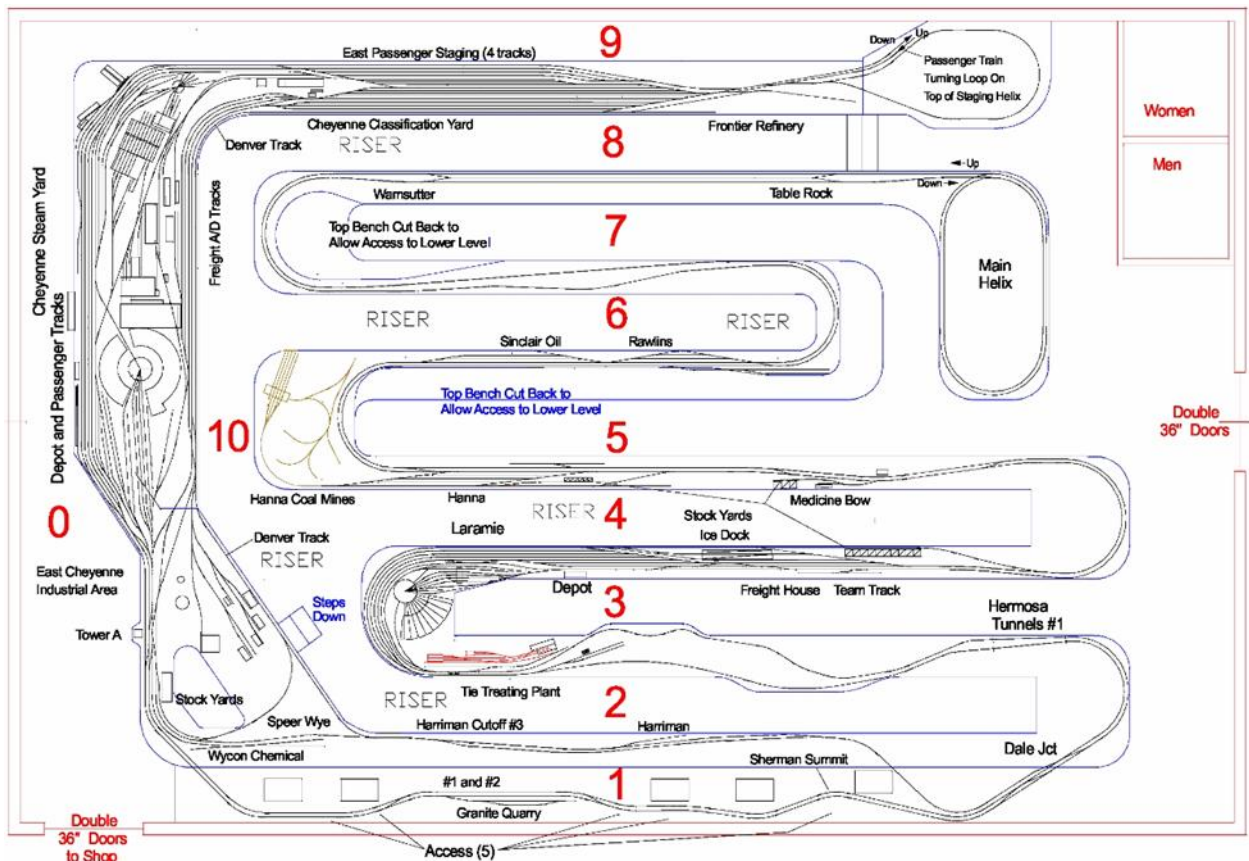 9
East Passenger Staging (4 tracks)
Down
Up
Passenger Train
Turning Loop On
Top of Staging Helix
Women
Men
Cheyenne Classification Yard
Denver Track
RISER
8
Frontier Refinery
Up
Down
Cheyenne Steam Yard
Depot and Passenger Tracks
Freight A/D Tracks
Wamsutter
Table Rock
Top Bench Cut Back to
Allow Access to Lower Level
7
Main
Helix
RISER
6
RISER
Sinclair Oil
Rawlins
Top Bench Cut Back to
Allow Access to Lower Level
Double
36" Doors
10
5
Hanna Coal Mines
Hanna
Medicine Bow
RISER
4
Stock Yards
Ice Dock
Laramie
0
Denver Track
RISER
East Cheyenne
Industrial Area
Steps
Down
Depot
3
Freight House
Team Track
Hermosa
Tunnels #1
Tower A
Stock Yards
RISER
Tie Treating Plant
2
Speer Wye
Harriman Cutoff #3
Harriman
Wycon Chemical
Dale Jct
Sherman Summit
#1 and #2
1
Granite Quarry
Double
36" Doors
to Shop
Access (5)